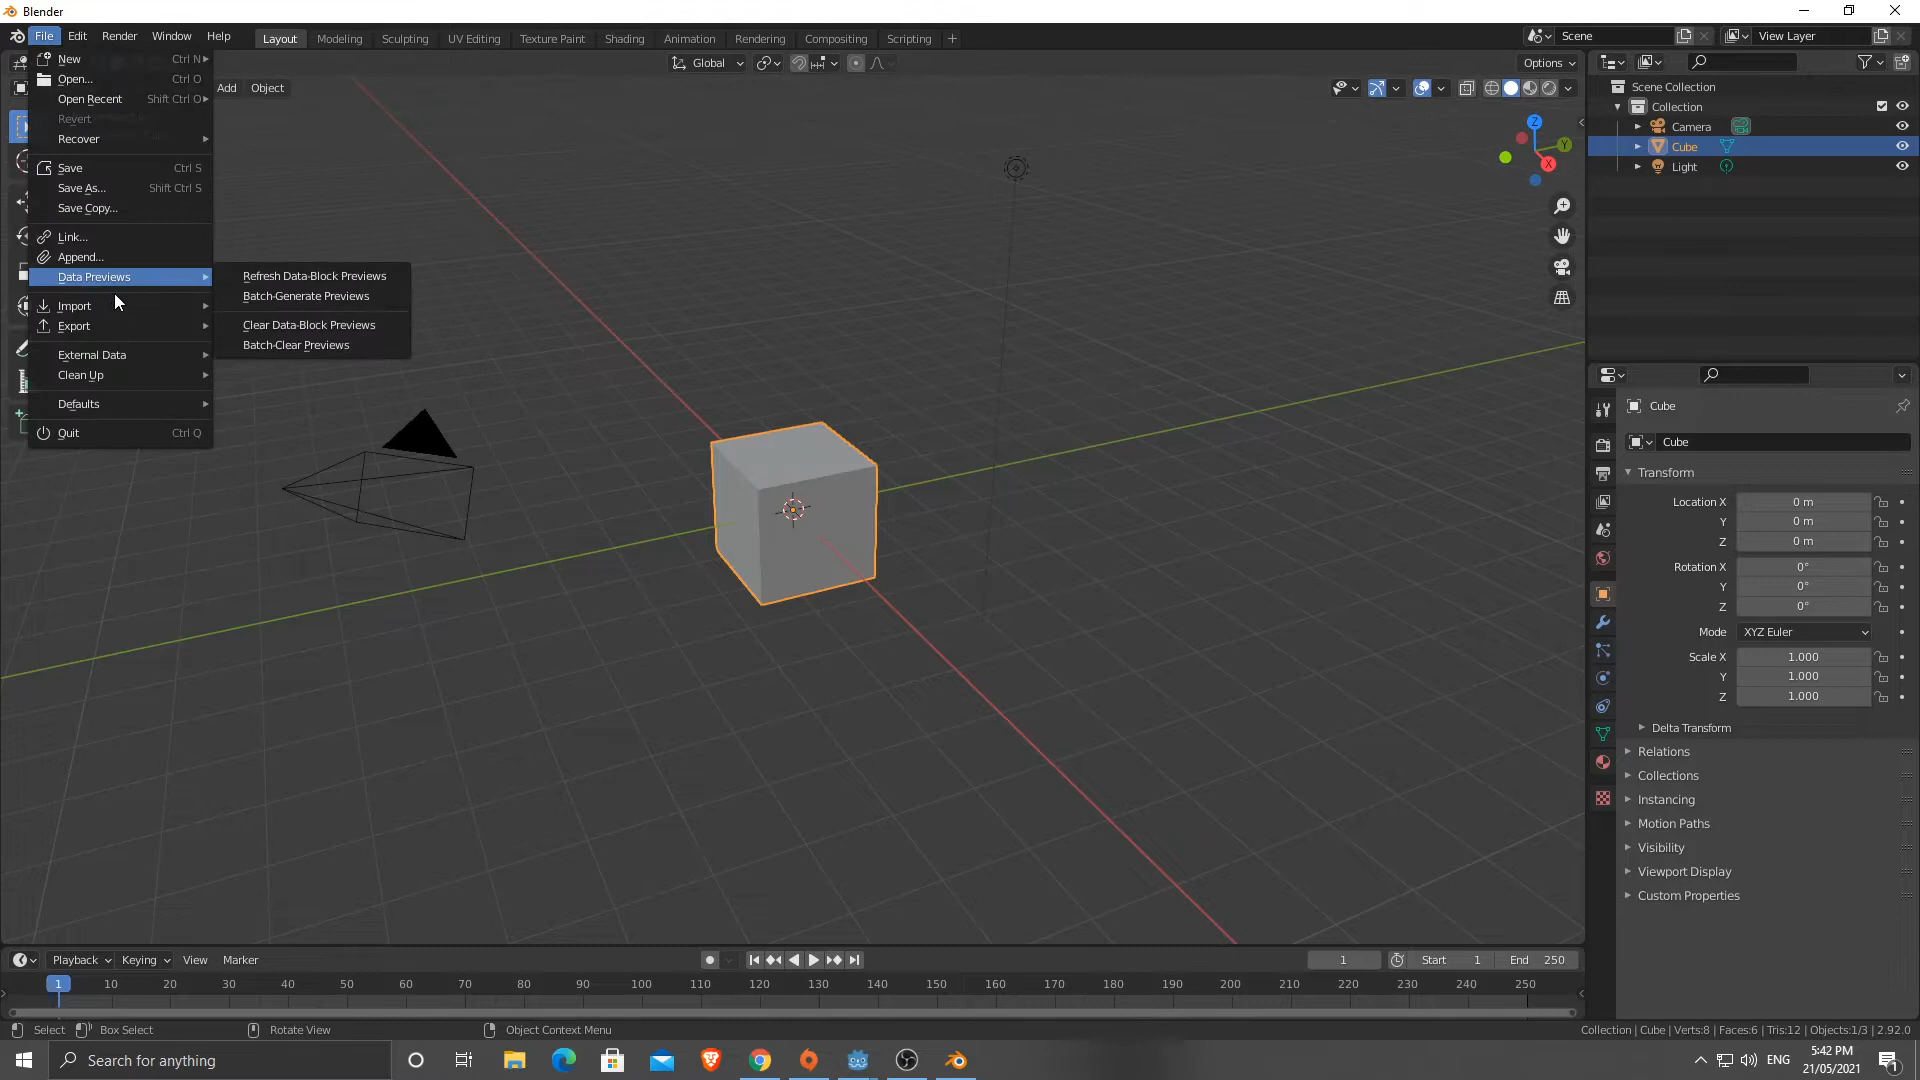 Blender
File Edit Render Window Help
Layout Modeling Sculpting UV Editing Texture Paint Shading Animation Rendering Compositing Scripting +
Scene
View Layer
New Ctrl N
Open... Ctrl O
Open Recent Shift Ctrl O
Revert
Recover
Save Ctrl S
Save As... Shift Ctrl S
Save Copy...
Link...
Append...
Data Previews
Import
Export
External Data
Clean Up
Defaults
Quit Ctrl Q
Refresh Data-Block Previews
Batch-Generate Previews
Clear Data-Block Previews
Batch-Clear Previews
Global
Options
Add Object
Z
Y
X
Scene Collection
Collection
Camera
Cube
Light
Cube
Cube
Transform
Location X 0 m
Y 0 m
Z 0 m
Rotation X 0°
Y 0°
Z 0°
Mode XYZ Euler
Scale X 1.000
Y 1.000
Z 1.000
Delta Transform
Relations
Collections
Instancing
Motion Paths
Visibility
Viewport Display
Custom Properties
Playback Keying View Marker
1 Start 1 End 250
1 10 20 30 40 50 60 70 80 90 100 110 120 130 140 150 160 170 180 190 200 210 220 230 240 250
Select Box Select Rotate View Object Context Menu
Collection | Cube | Verts:8 | Faces:6 | Tris:12 | Objects:1/3 | 2.92.0
Search for anything
ENG
5:42 PM
21/05/2021
1